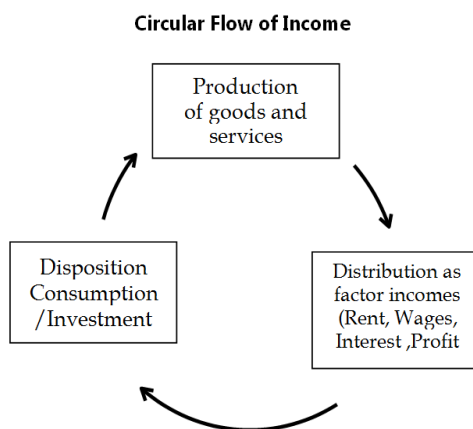 Circular Flow of Income
Production
of goods and
services
Disposition
Consumption
/Investment
Distribution as
factor incomes
(Rent, Wages,
Interest ,Profit